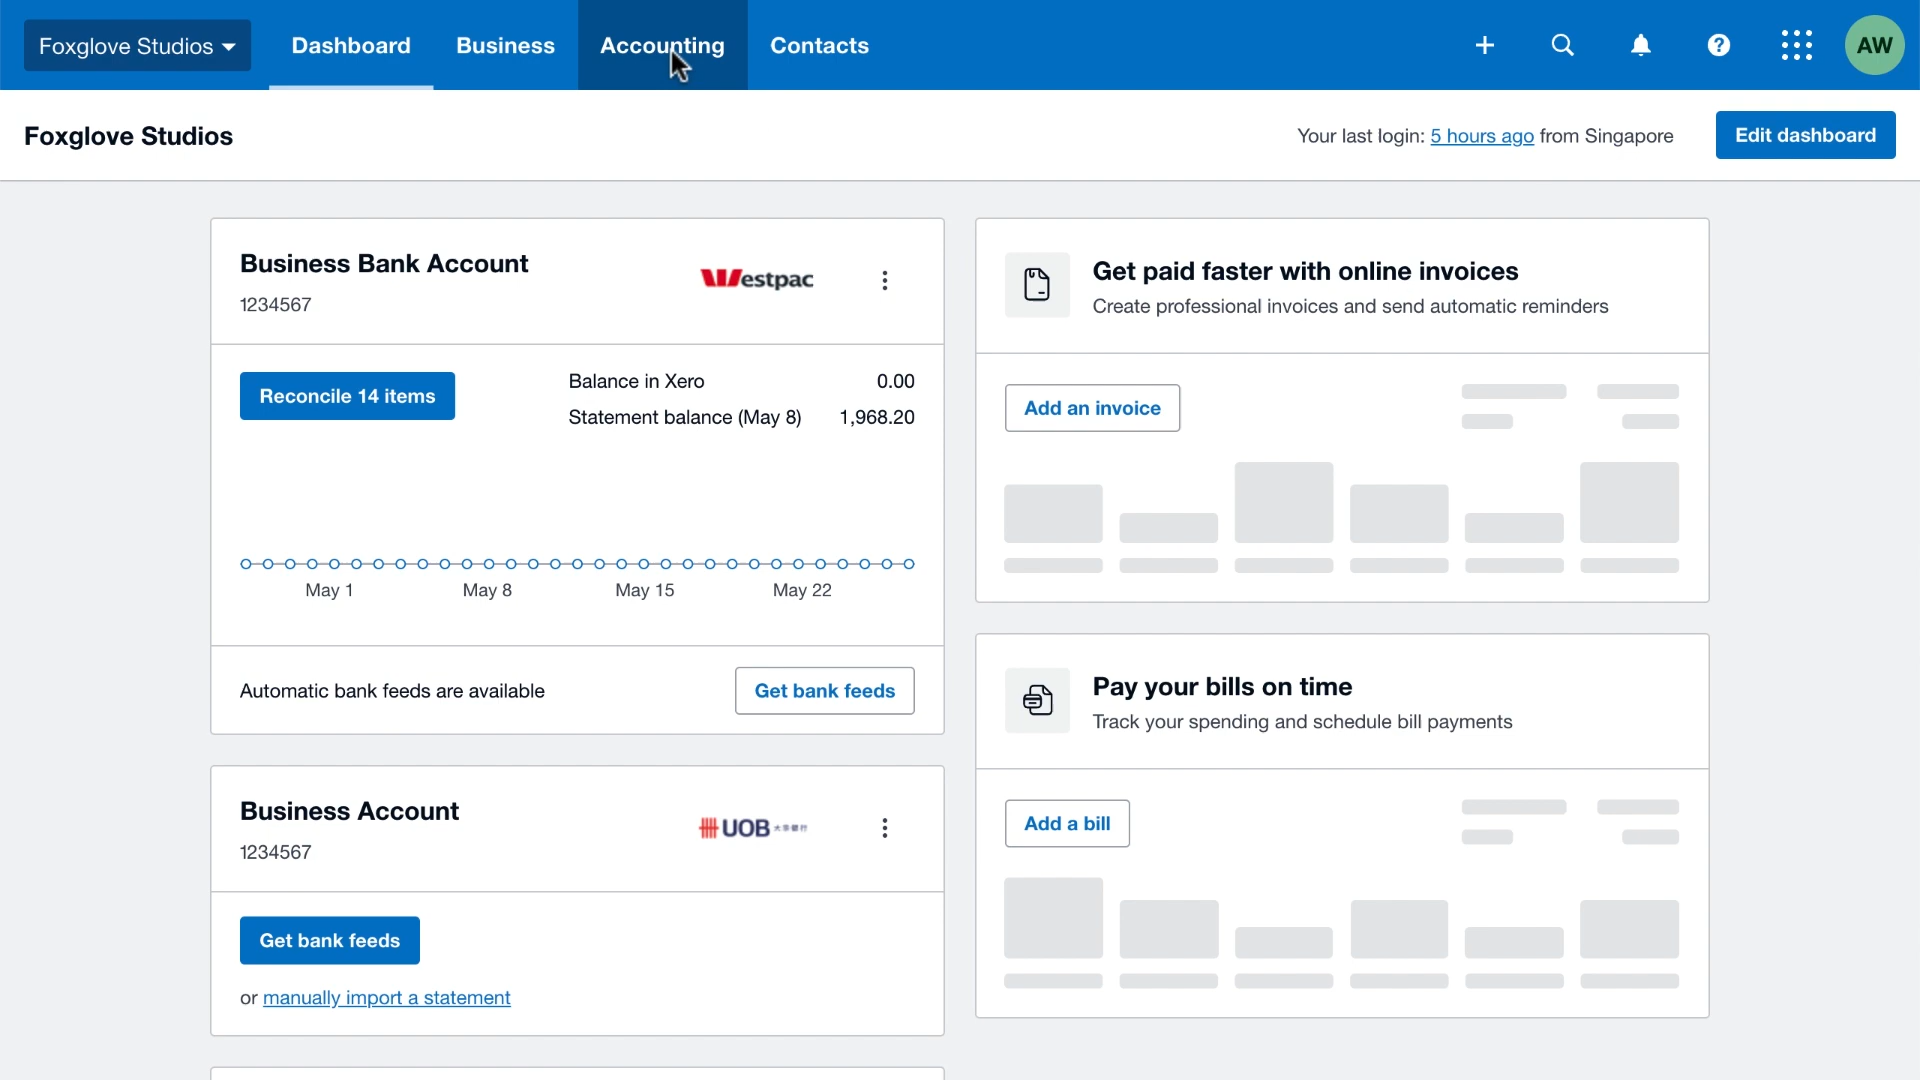 Foxglove Studios
Dashboard
Business
Accounting
Contacts
AW
Foxglove Studios
Your last login: 5 hours ago from Singapore
Edit dashboard
Business Bank Account
1234567
Westpac
Reconcile 14 items
Balance in Xero 0.00
Statement balance (May 8) 1,968.20
May 1 May 8 May 15 May 22
Automatic bank feeds are available
Get bank feeds
Business Account
1234567
UOB 大华银行
Get bank feeds
or manually import a statement
Get paid faster with online invoices
Create professional invoices and send automatic reminders
Add an invoice
Pay your bills on time
Track your spending and schedule bill payments
Add a bill